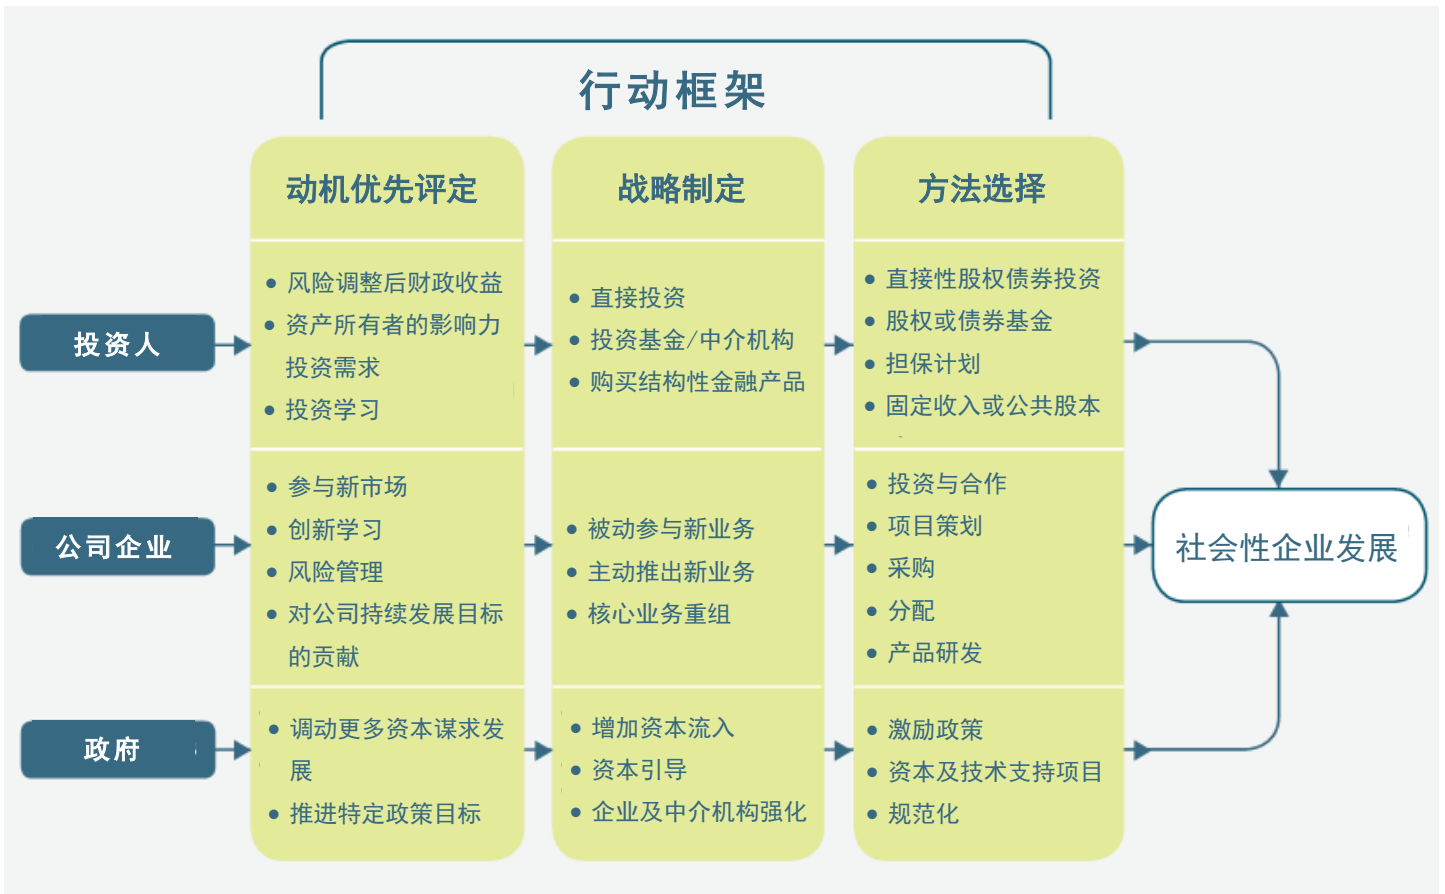 行动框架
动机优先评定
战略制定
方法选择
投资人
• 风险调整后财政收益
• 资产所有者的影响力
投资需求
• 投资学习
• 直接投资
• 投资基金/中介机构
• 购买结构性金融产品
• 直接性股权债券投资
• 股权或债券基金
• 担保计划
• 固定收入或公共股本
公司企业
• 参与新市场
• 创新学习
• 风险管理
• 对公司持续发展目标
的贡献
• 被动参与新业务
• 主动推出新业务
• 核心业务重组
• 投资与合作
• 项目策划
• 采购
• 分配
• 产品研发
社会性企业发展
政府
• 调动更多资本谋求发
展
• 推进特定政策目标
• 增加资本流入
• 资本引导
• 企业及中介机构强化
• 激励政策
• 资本及技术支持项目
• 规范化